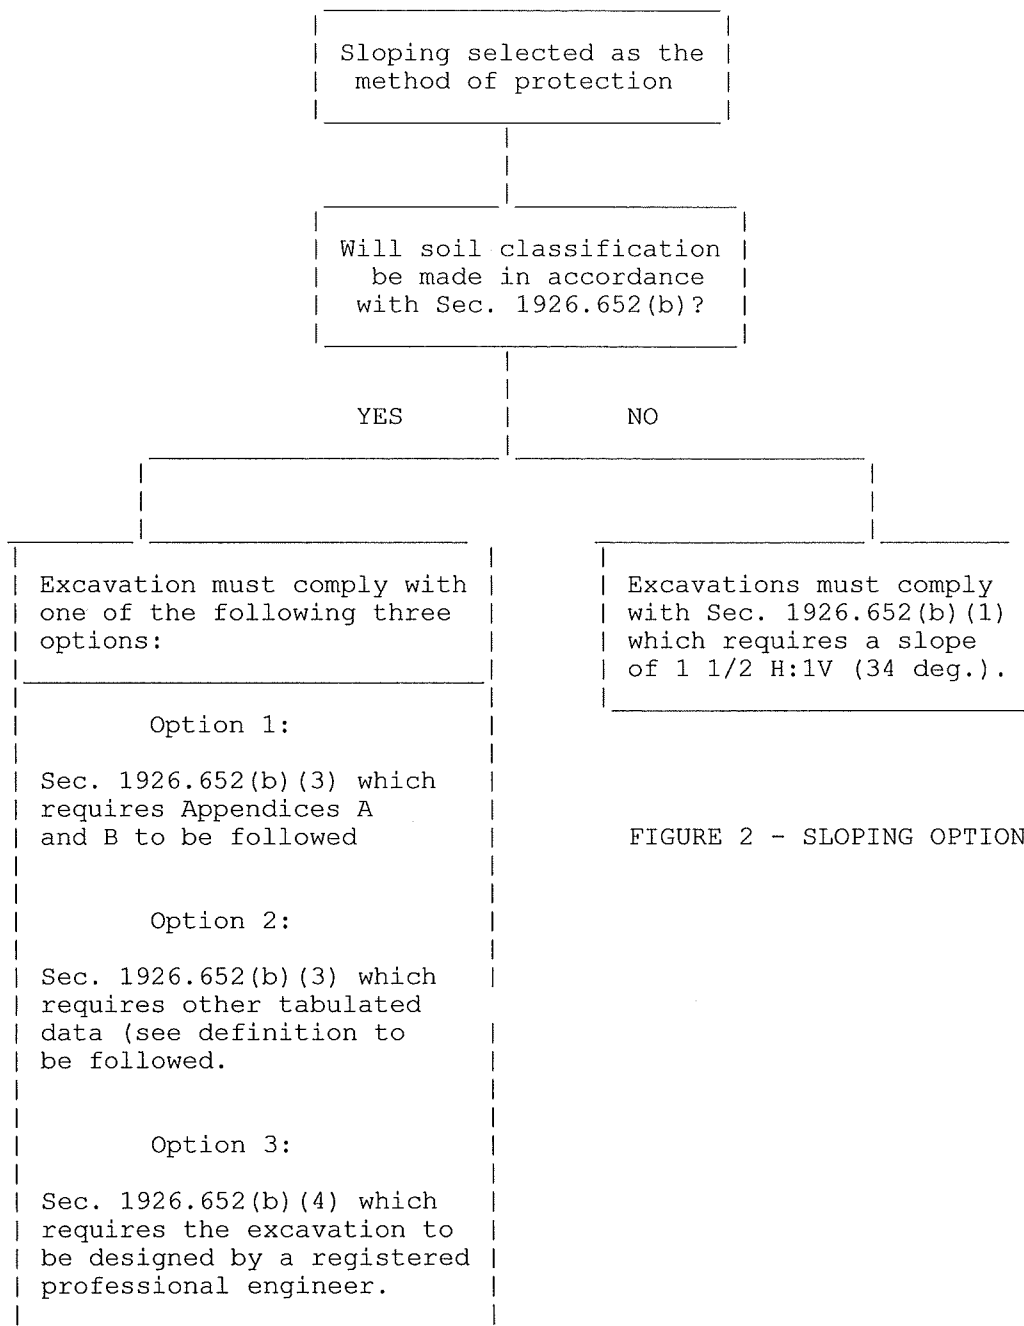 Sloping selected as the
method of protection
Will soil classification
be made in accordance
with Sec. 1926.652(b)?
YES
NO
Excavation must comply with
one of the following three
options:
Option 1:
Sec. 1926.652(b)(3) which
requires Appendices A
and B to be followed
Option 2:
Sec. 1926.652(b)(3) which
requires other tabulated
data (see definition to
be followed.
Option 3:
Sec. 1926.652(b)(4) which
requires the excavation to
be designed by a registered
professional engineer.
Excavations must comply
with Sec. 1926.652(b)(1)
which requires a slope
of 1 1/2 H:1V (34 deg.).
FIGURE 2 - SLOPING OPTION